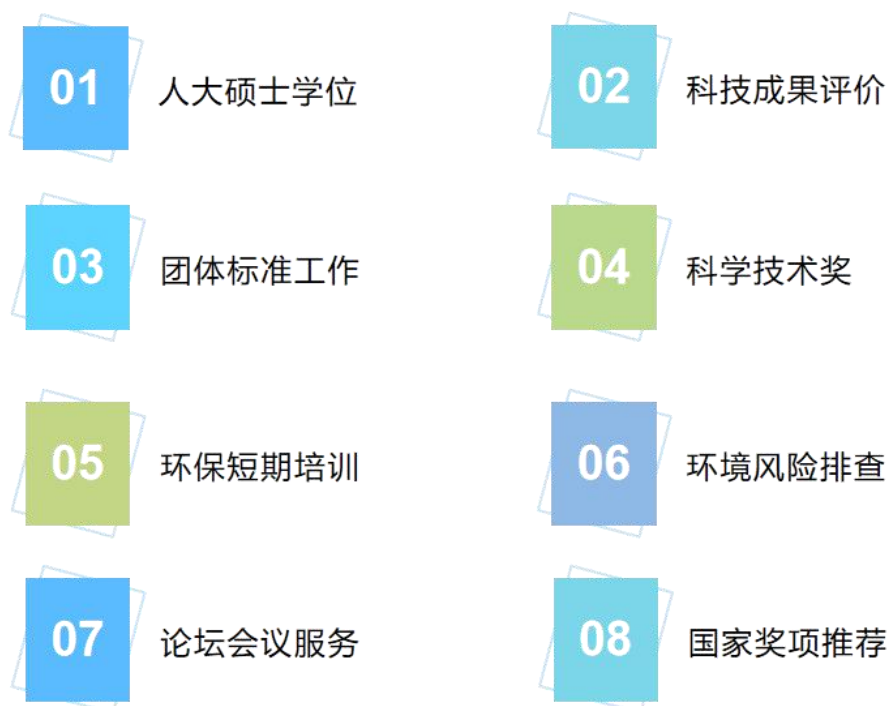 01 人大硕士学位
02 科技成果评价
03 团体标准工作
04 科学技术奖
05 环保短期培训
06 环境风险排查
07 论坛会议服务
08 国家奖项推荐